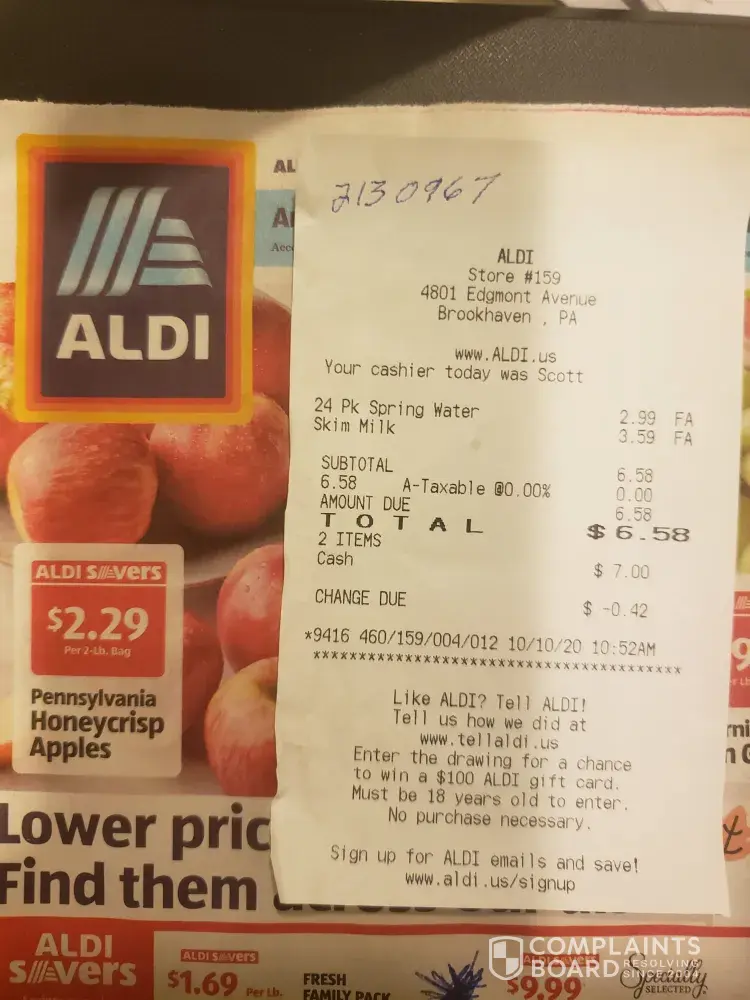 2130967
ALDI
Store #159
4801 Edgmont Avenue
Brookhaven , PA
www.ALDI.us
Your cashier today was Scott
24 Pk Spring Water 2.99 FA
Skim Milk 3.59 FA
SUBTOTAL 6.58
6.58 A-Taxable @0.00% 0.00
AMOUNT DUE 6.58
TOTAL $6.58
2 ITEMS
Cash $ 7.00
CHANGE DUE $ -0.42
*9416 460/159/004/012 10/10/20 10:52AM
****************************************
Like ALDI? Tell ALDI!
Tell us how we did at
www.tellaldi.us
Enter the drawing for a chance
to win a $100 ALDI gift card.
Must be 18 years old to enter.
No purchase necessary.
Sign up for ALDI emails and save!
www.aldi.us/signup
ALDI
ALDI SAVERS
$2.29
Per 2-Lb. Bag
Pennsylvania
Honeycrisp
Apples
Lower pric
Find them
ALDI
SAVERS
ALDI SAVERS
$1.69 Per Lb.
FRESH
FAMILY PACK
$9.99
Specially
SELECTED
COMPLAINTS
BOARD RESOLVING
SINCE 2004